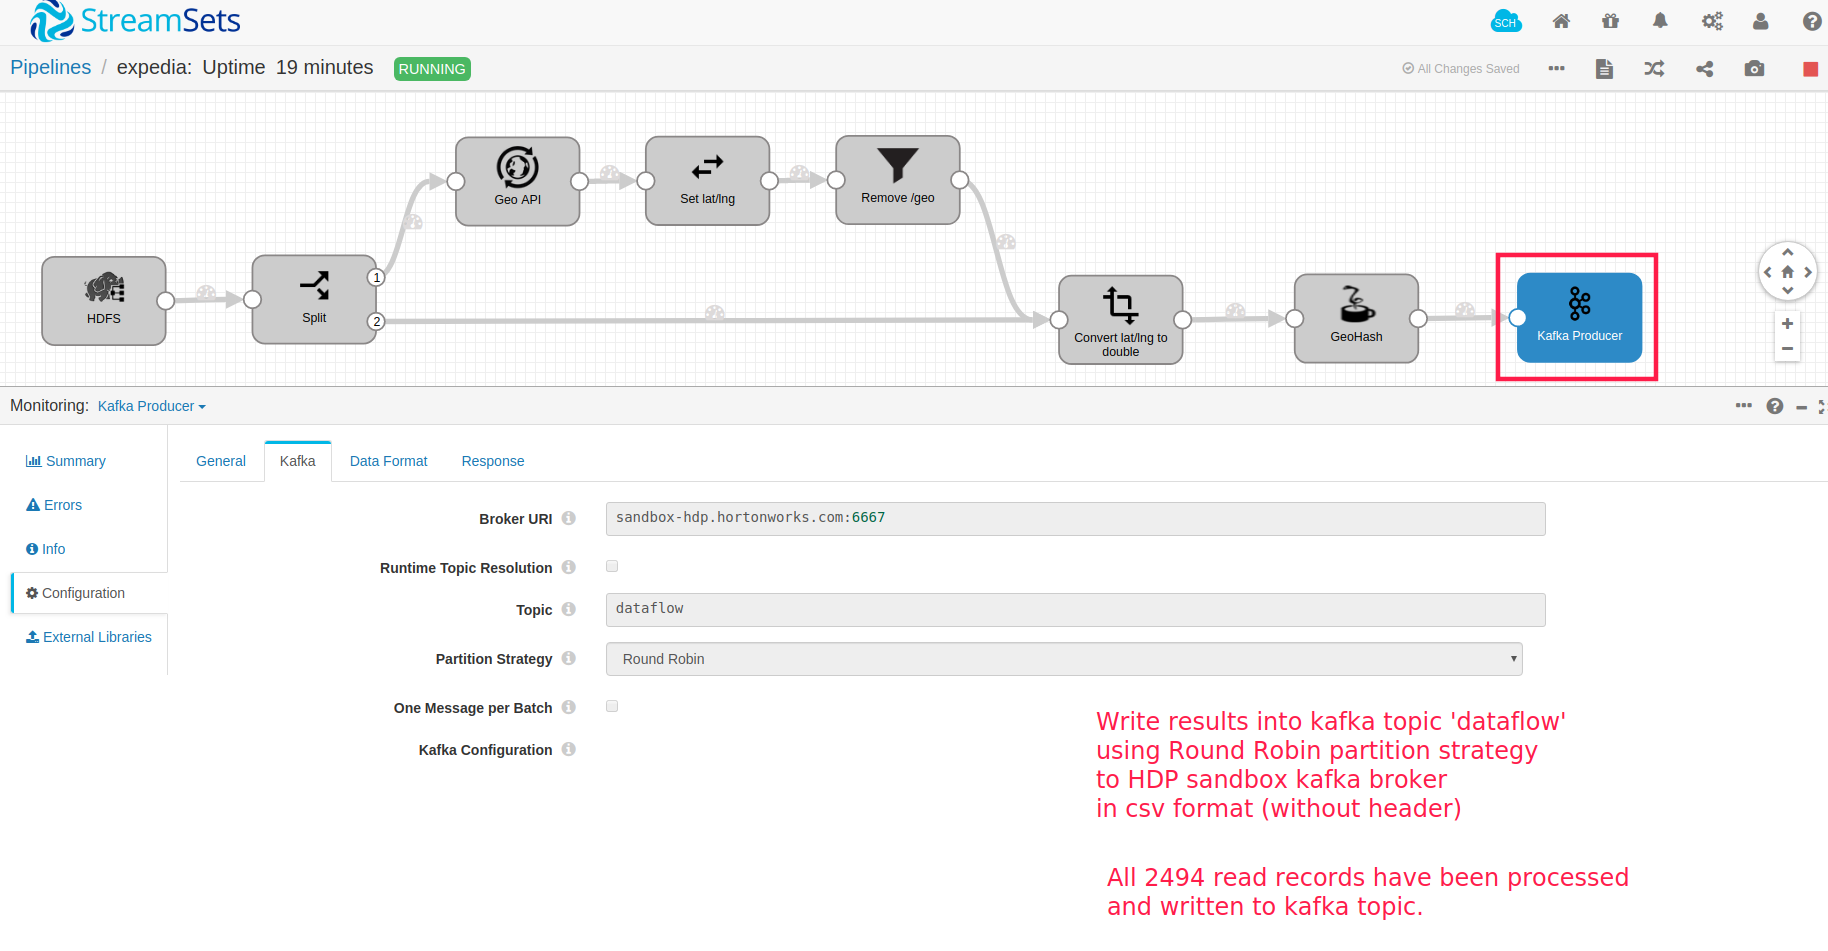 StreamSets
SCH
Pipelines / expedia: Uptime 19 minutes RUNNING
All Changes Saved
Geo API
Set lat/lng
Remove /geo
HDFS
Split
1
2
Convert lat/lng to
double
GeoHash
Kafka Producer
Monitoring: Kafka Producer
Summary
Errors
Info
Configuration
External Libraries
General Kafka Data Format Response
Broker URI sandbox-hdp.hortonworks.com:6667
Runtime Topic Resolution
Topic dataflow
Partition Strategy Round Robin
One Message per Batch
Kafka Configuration
Write results into kafka topic 'dataflow'
using Round Robin partition strategy
to HDP sandbox kafka broker
in csv format (without header)
All 2494 read records have been processed
and written to kafka topic.